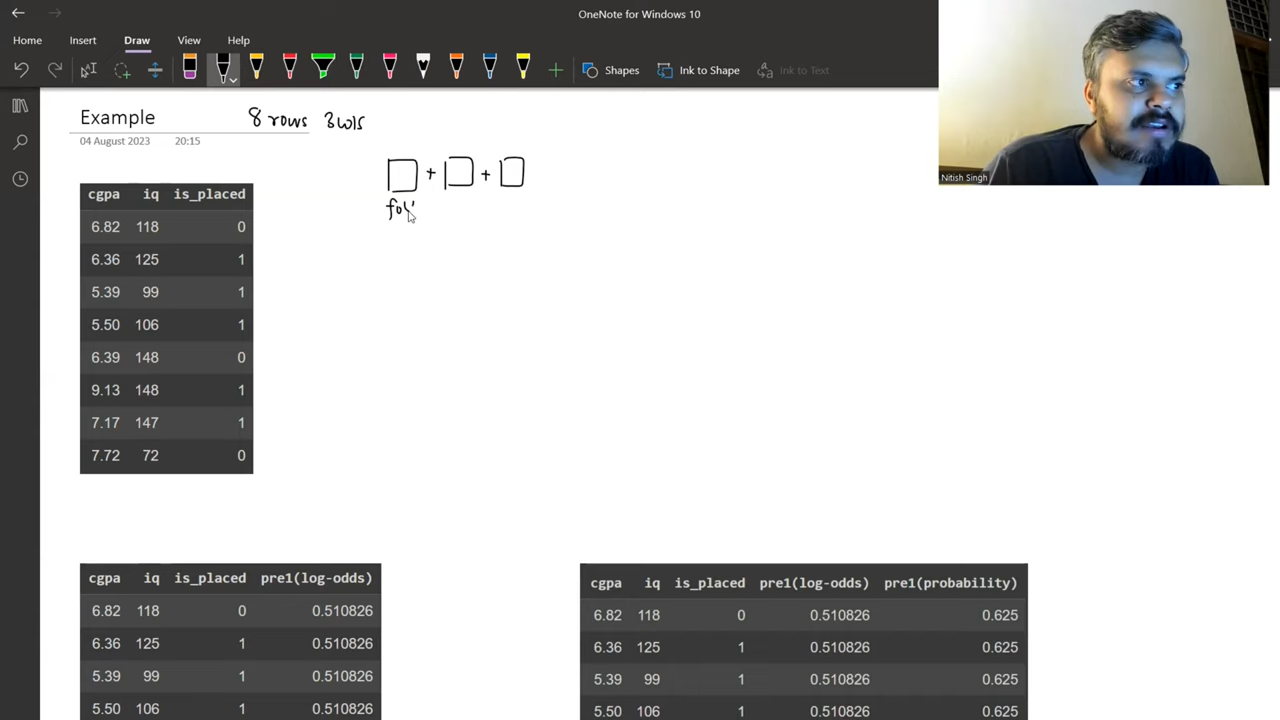 OneNote for Windows 10
Home Insert Draw View Help
Shapes Ink to Shape Ink to Text
Example 8 rows 3 cols
04 August 2023 20:15
+ +
cgpa iq is_placed
6.82 118 0
6.36 125 1
5.39 99 1
5.50 106 1
6.39 148 0
9.13 148 1
7.17 147 1
7.72 72 0
Nitish Singh
cgpa iq is_placed pre1(log-odds)
6.82 118 0 0.510826
6.36 125 1 0.510826
5.39 99 1 0.510826
5.50 106 1 0.510826
cgpa iq is_placed pre1(log-odds) pre1(probability)
6.82 118 0 0.510826 0.625
6.36 125 1 0.510826 0.625
5.39 99 1 0.510826 0.625
5.50 106 1 0.510826 0.625